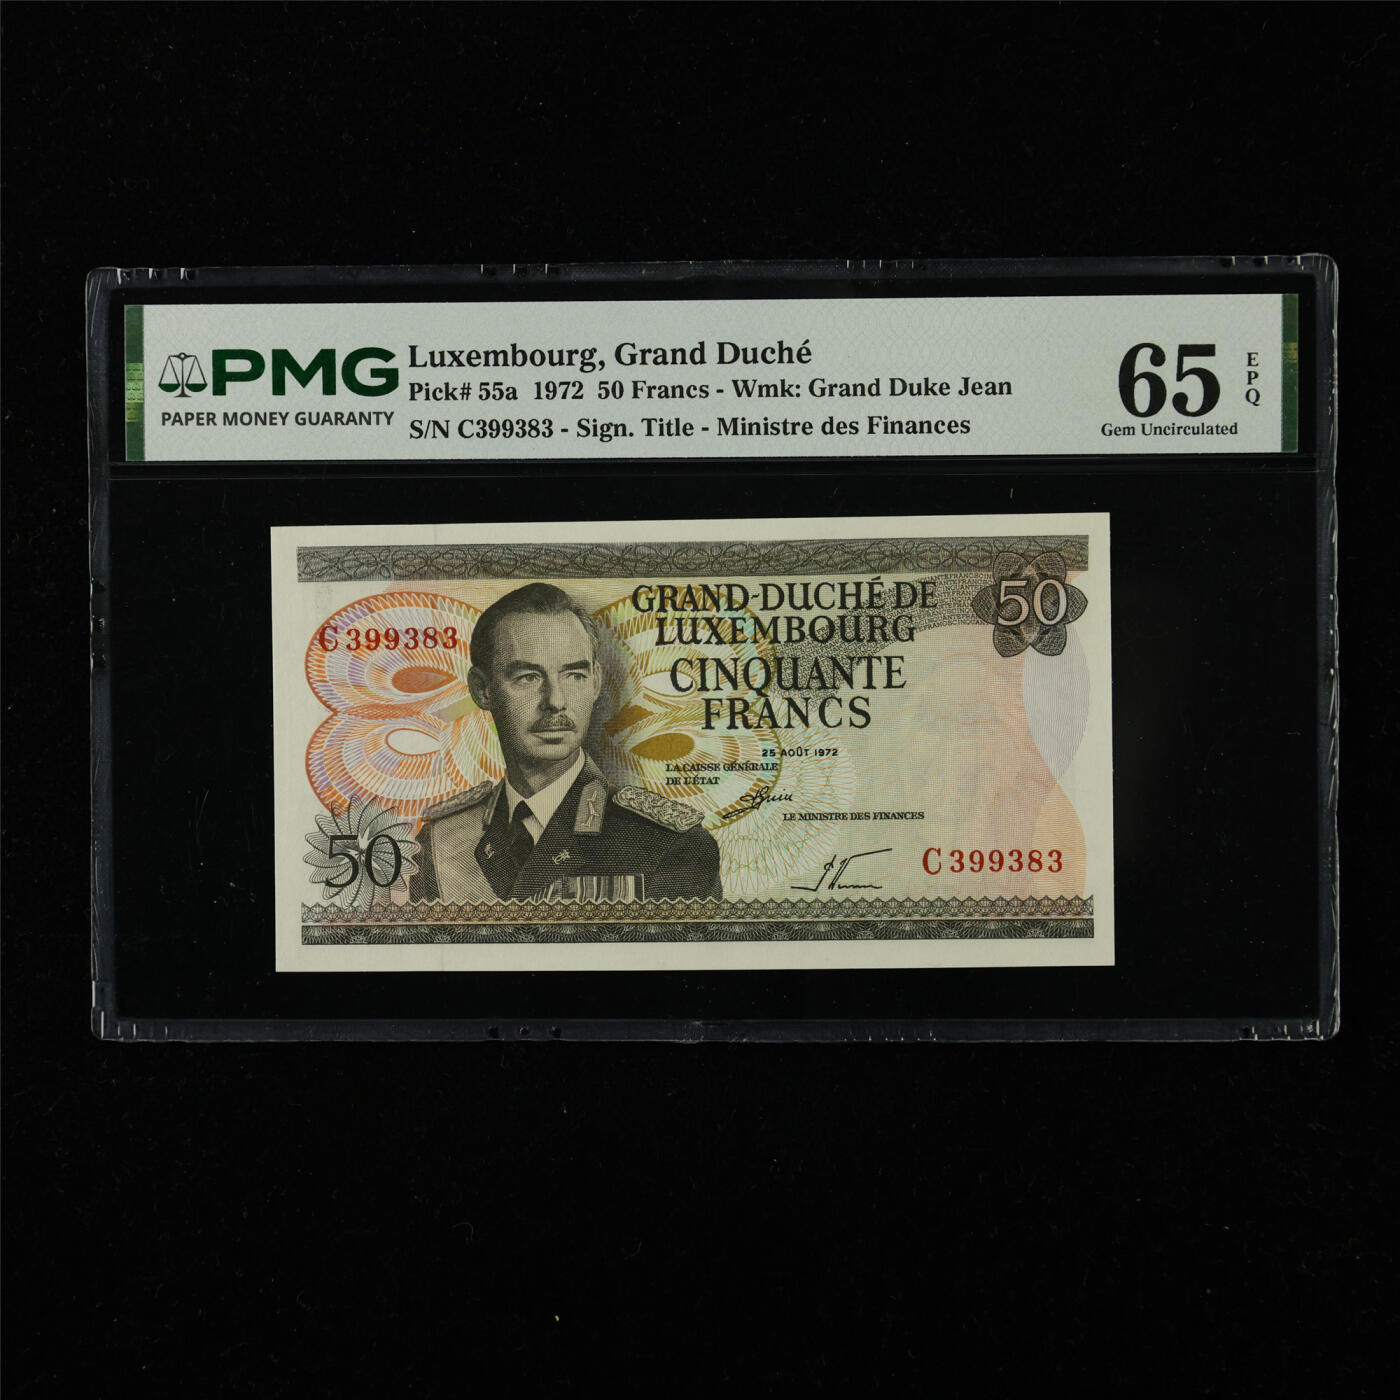 PMG
PAPER MONEY GUARANTY
Luxembourg, Grand Duché
Pick# 55a 1972 50 Francs - Wmk: Grand Duke Jean
S/N C399383 - Sign. Title - Ministre des Finances
65
EPQ
Gem Uncirculated
50
GRAND-DUCHÉ DE
LUXEMBOURG
C399383
CINQUANTE
FRANCS
25 AOÛT 1972
LA CAISSE GÉNÉRALE
DE L'ÉTAT
LE MINISTRE DES FINANCES
50
C399383